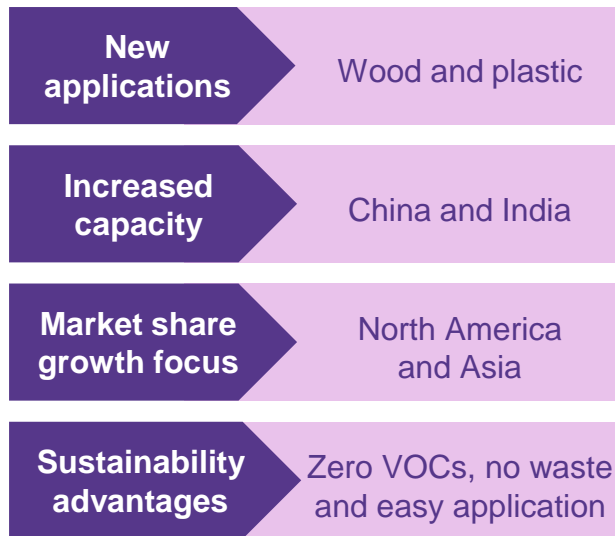 New
applications
Wood and plastic
Increased
capacity
China and India
Market share
growth focus
North America
and Asia
Sustainability
advantages
Zero VOCs, no waste
and easy application